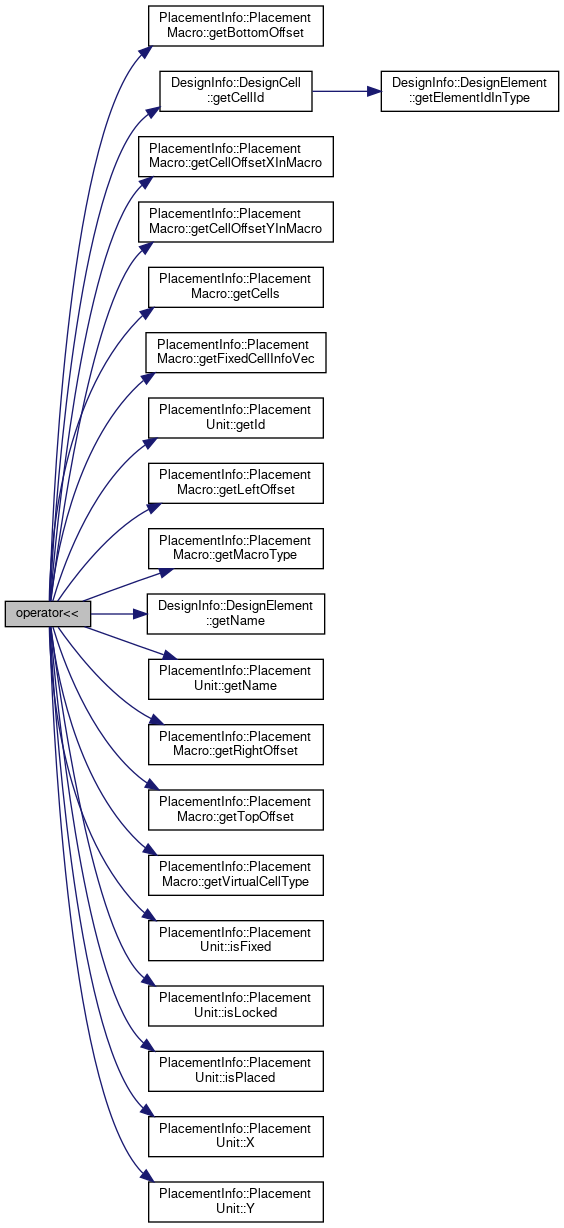 PlacementInfo::Placement
Macro::getBottomOffset
DesignInfo::DesignCell
::getCellId
DesignInfo::DesignElement
::getElementIdInType
PlacementInfo::Placement
Macro::getCellOffsetXInMacro
PlacementInfo::Placement
Macro::getCellOffsetYInMacro
PlacementInfo::Placement
Macro::getCells
PlacementInfo::Placement
Macro::getFixedCellInfoVec
PlacementInfo::Placement
Unit::getId
PlacementInfo::Placement
Macro::getLeftOffset
PlacementInfo::Placement
Macro::getMacroType
operator<<
DesignInfo::DesignElement
::getName
PlacementInfo::Placement
Unit::getName
PlacementInfo::Placement
Macro::getRightOffset
PlacementInfo::Placement
Macro::getTopOffset
PlacementInfo::Placement
Macro::getVirtualCellType
PlacementInfo::Placement
Unit::isFixed
PlacementInfo::Placement
Unit::isLocked
PlacementInfo::Placement
Unit::isPlaced
PlacementInfo::Placement
Unit::X
PlacementInfo::Placement
Unit::Y